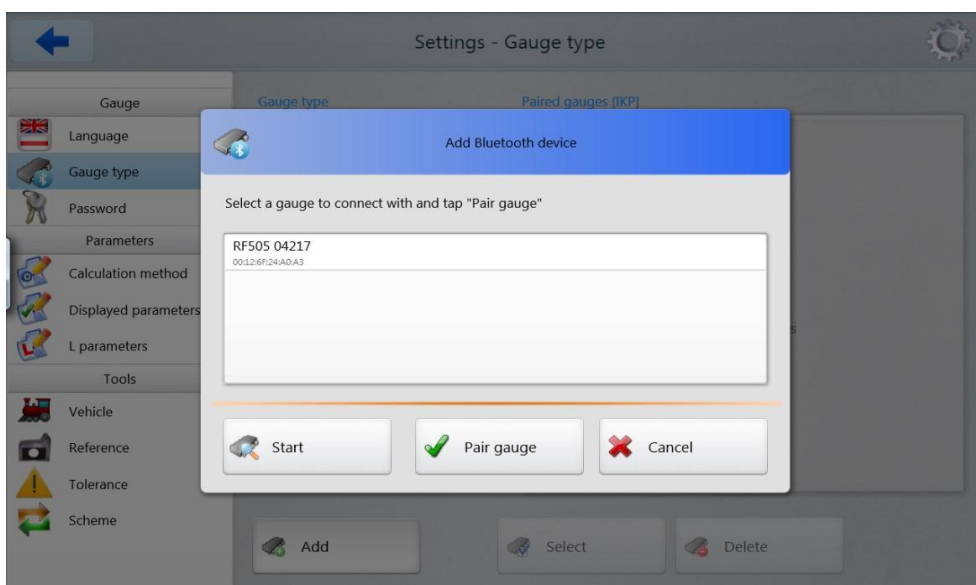 Settings - Gauge type
Gauge
Language
Gauge type
Password
Parameters
Calculation method
Displayed parameters
L parameters
Tools
Vehicle
Reference
Tolerance
Scheme
Gauge type
Paired gauges [IKP]
Add Bluetooth device
Select a gauge to connect with and tap "Pair gauge"
RF505 04217
00:12:6F:24:A0:A3
Start
Pair gauge
Cancel
Add
Select
Delete